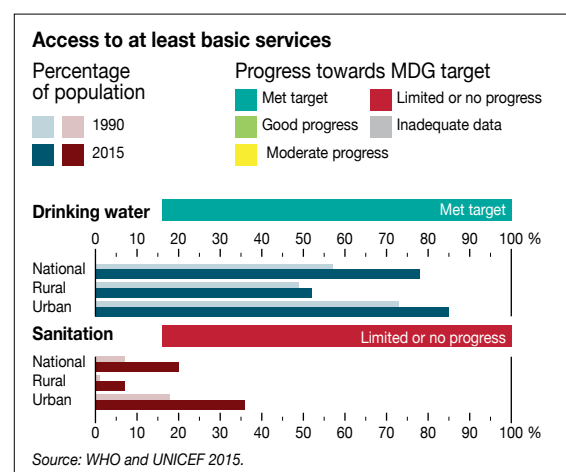 Access to at least basic services
Percentage
of population
1990
2015
Progress towards MDG target
Met target
Limited or no progress
Good progress
Inadequate data
Moderate progress
Drinking water
Met target
0 10 20 30 40 50 60 70 80 90 100 %
National
Rural
Urban
Sanitation
Limited or no progress
National
Rural
Urban
0 10 20 30 40 50 60 70 80 90 100 %
Source: WHO and UNICEF 2015.